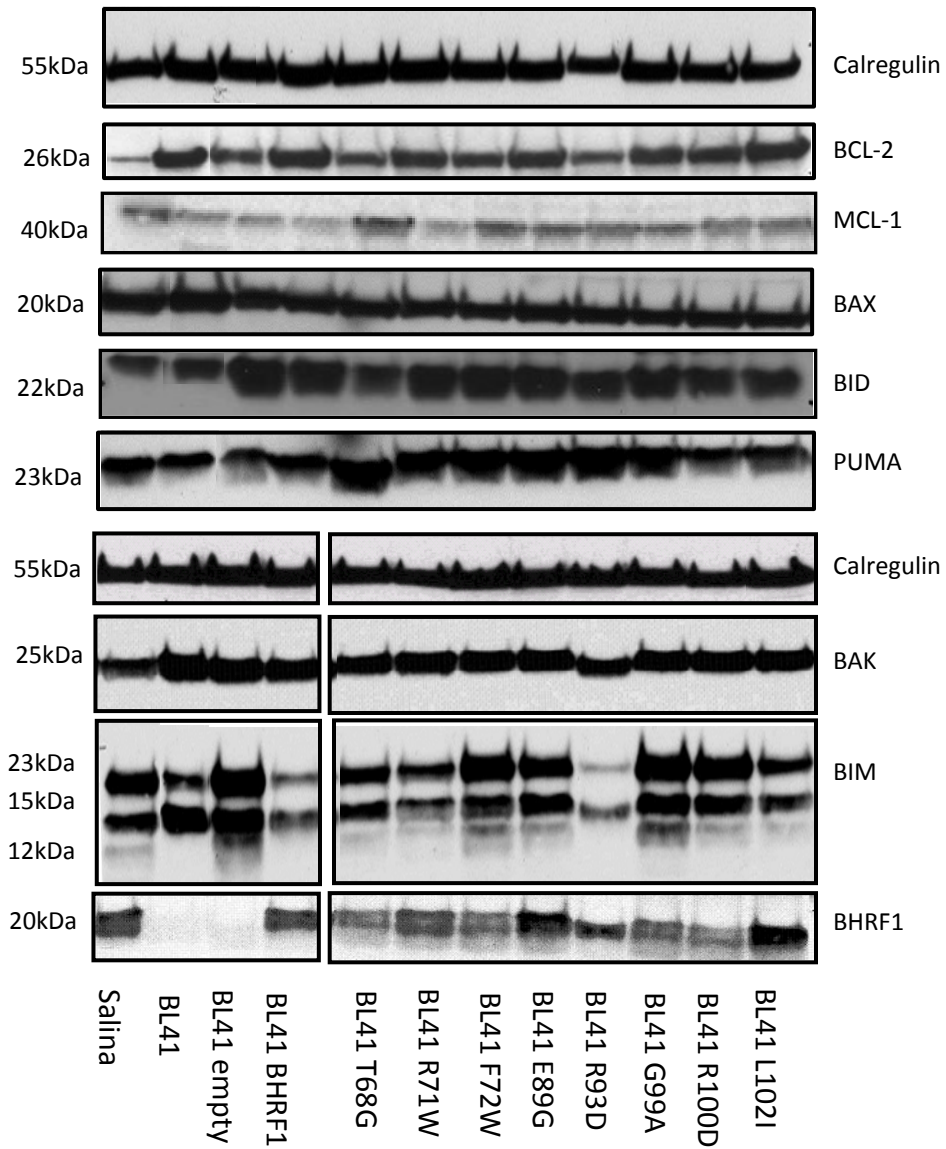 55kDa Calregulin
26kDa BCL-2
40kDa MCL-1
20kDa BAX
22kDa BID
23kDa PUMA
55kDa Calregulin
25kDa BAK
23kDa BIM
15kDa
12kDa
20kDa BHRF1
Salina
BL41
BL41 empty
BL41 BHRF1
BL41 T68G
BL41 R71W
BL41 F72W
BL41 E89G
BL41 R93D
BL41 G99A
BL41 R100D
BL41 L102I